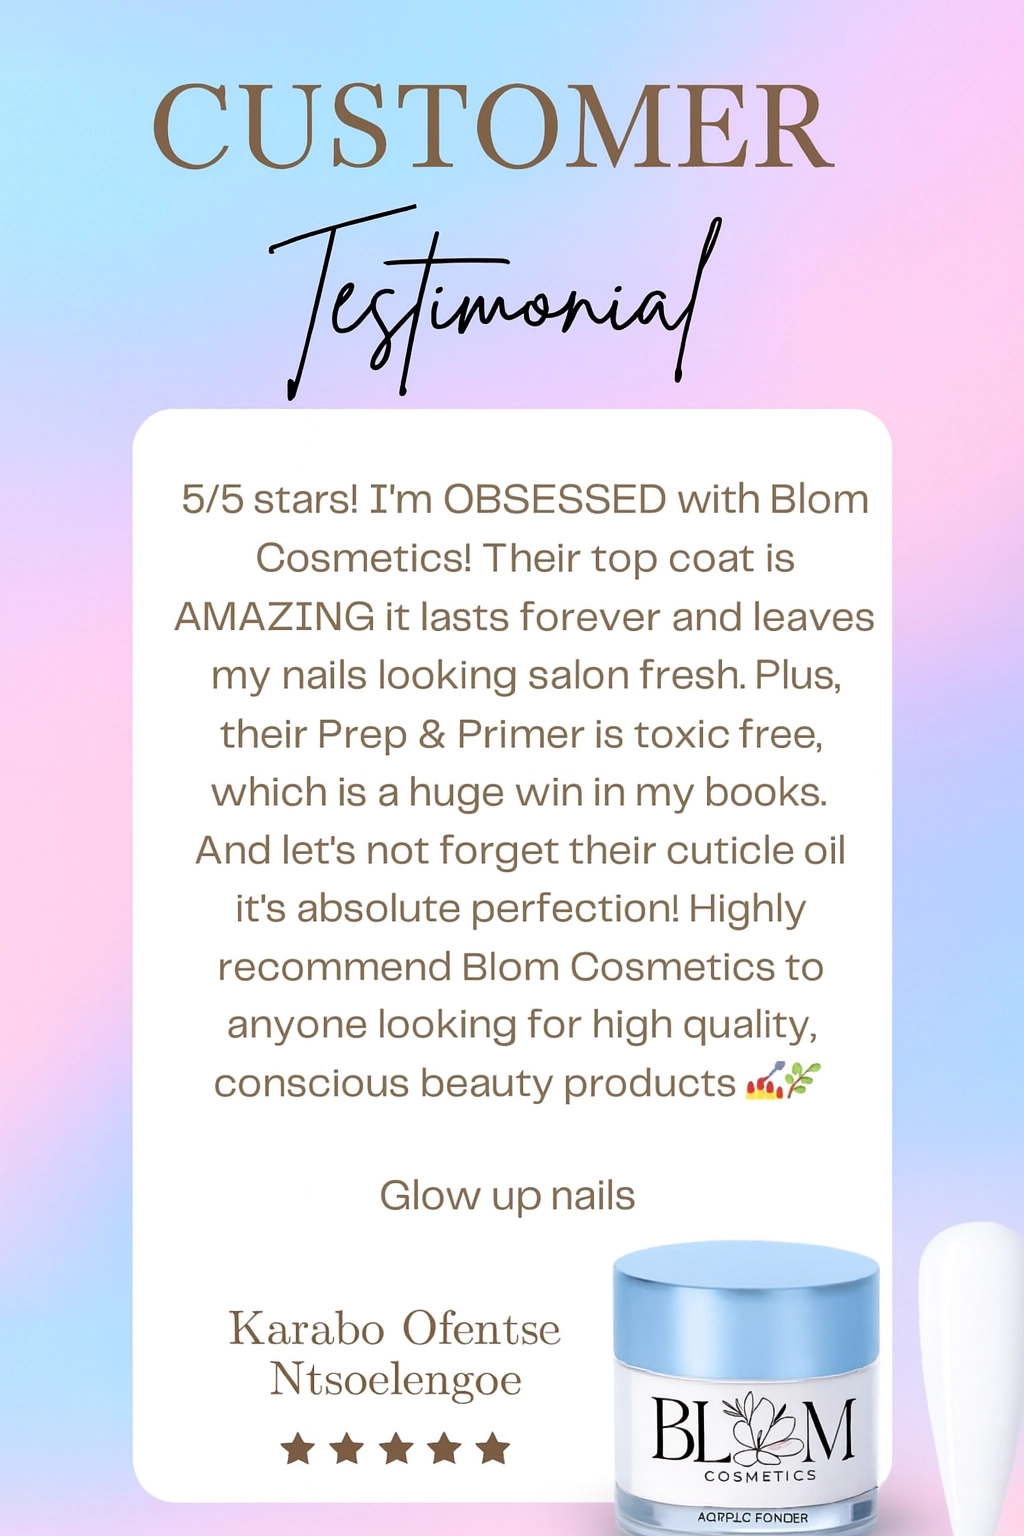 CUSTOMER
Testimonial
5/5 stars! I'm OBSESSED with Blom
Cosmetics! Their top coat is
AMAZING it lasts forever and leaves
my nails looking salon fresh. Plus,
their Prep & Primer is toxic free,
which is a huge win in my books.
And let's not forget their cuticle oil
it's absolute perfection! Highly
recommend Blom Cosmetics to
anyone looking for high quality,
conscious beauty products 💅🌿
Glow up nails
Karabo Ofentse
Ntsoelengoe
BLOM
COSMETICS